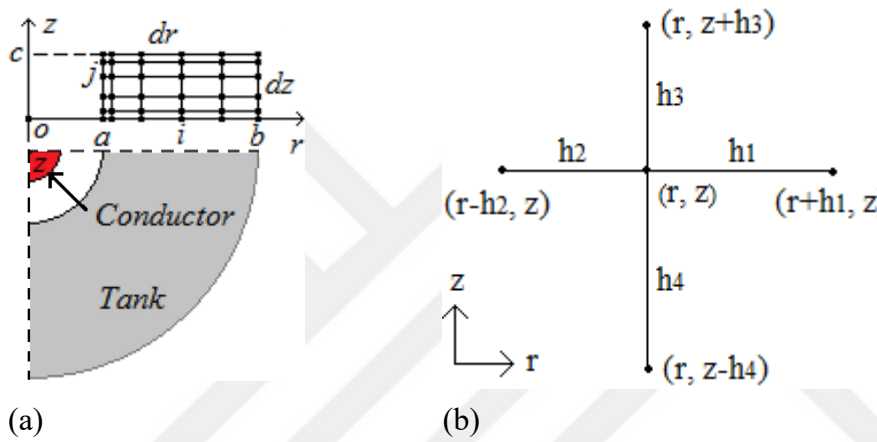 z
dr
c
j
dz
o
a
i
b
r
z
Conductor
Tank
(a)
(r, z+h3)
h3
h2
h1
(r-h2, z)
(r, z)
(r+h1, z
h4
z
r
(r, z-h4)
(b)